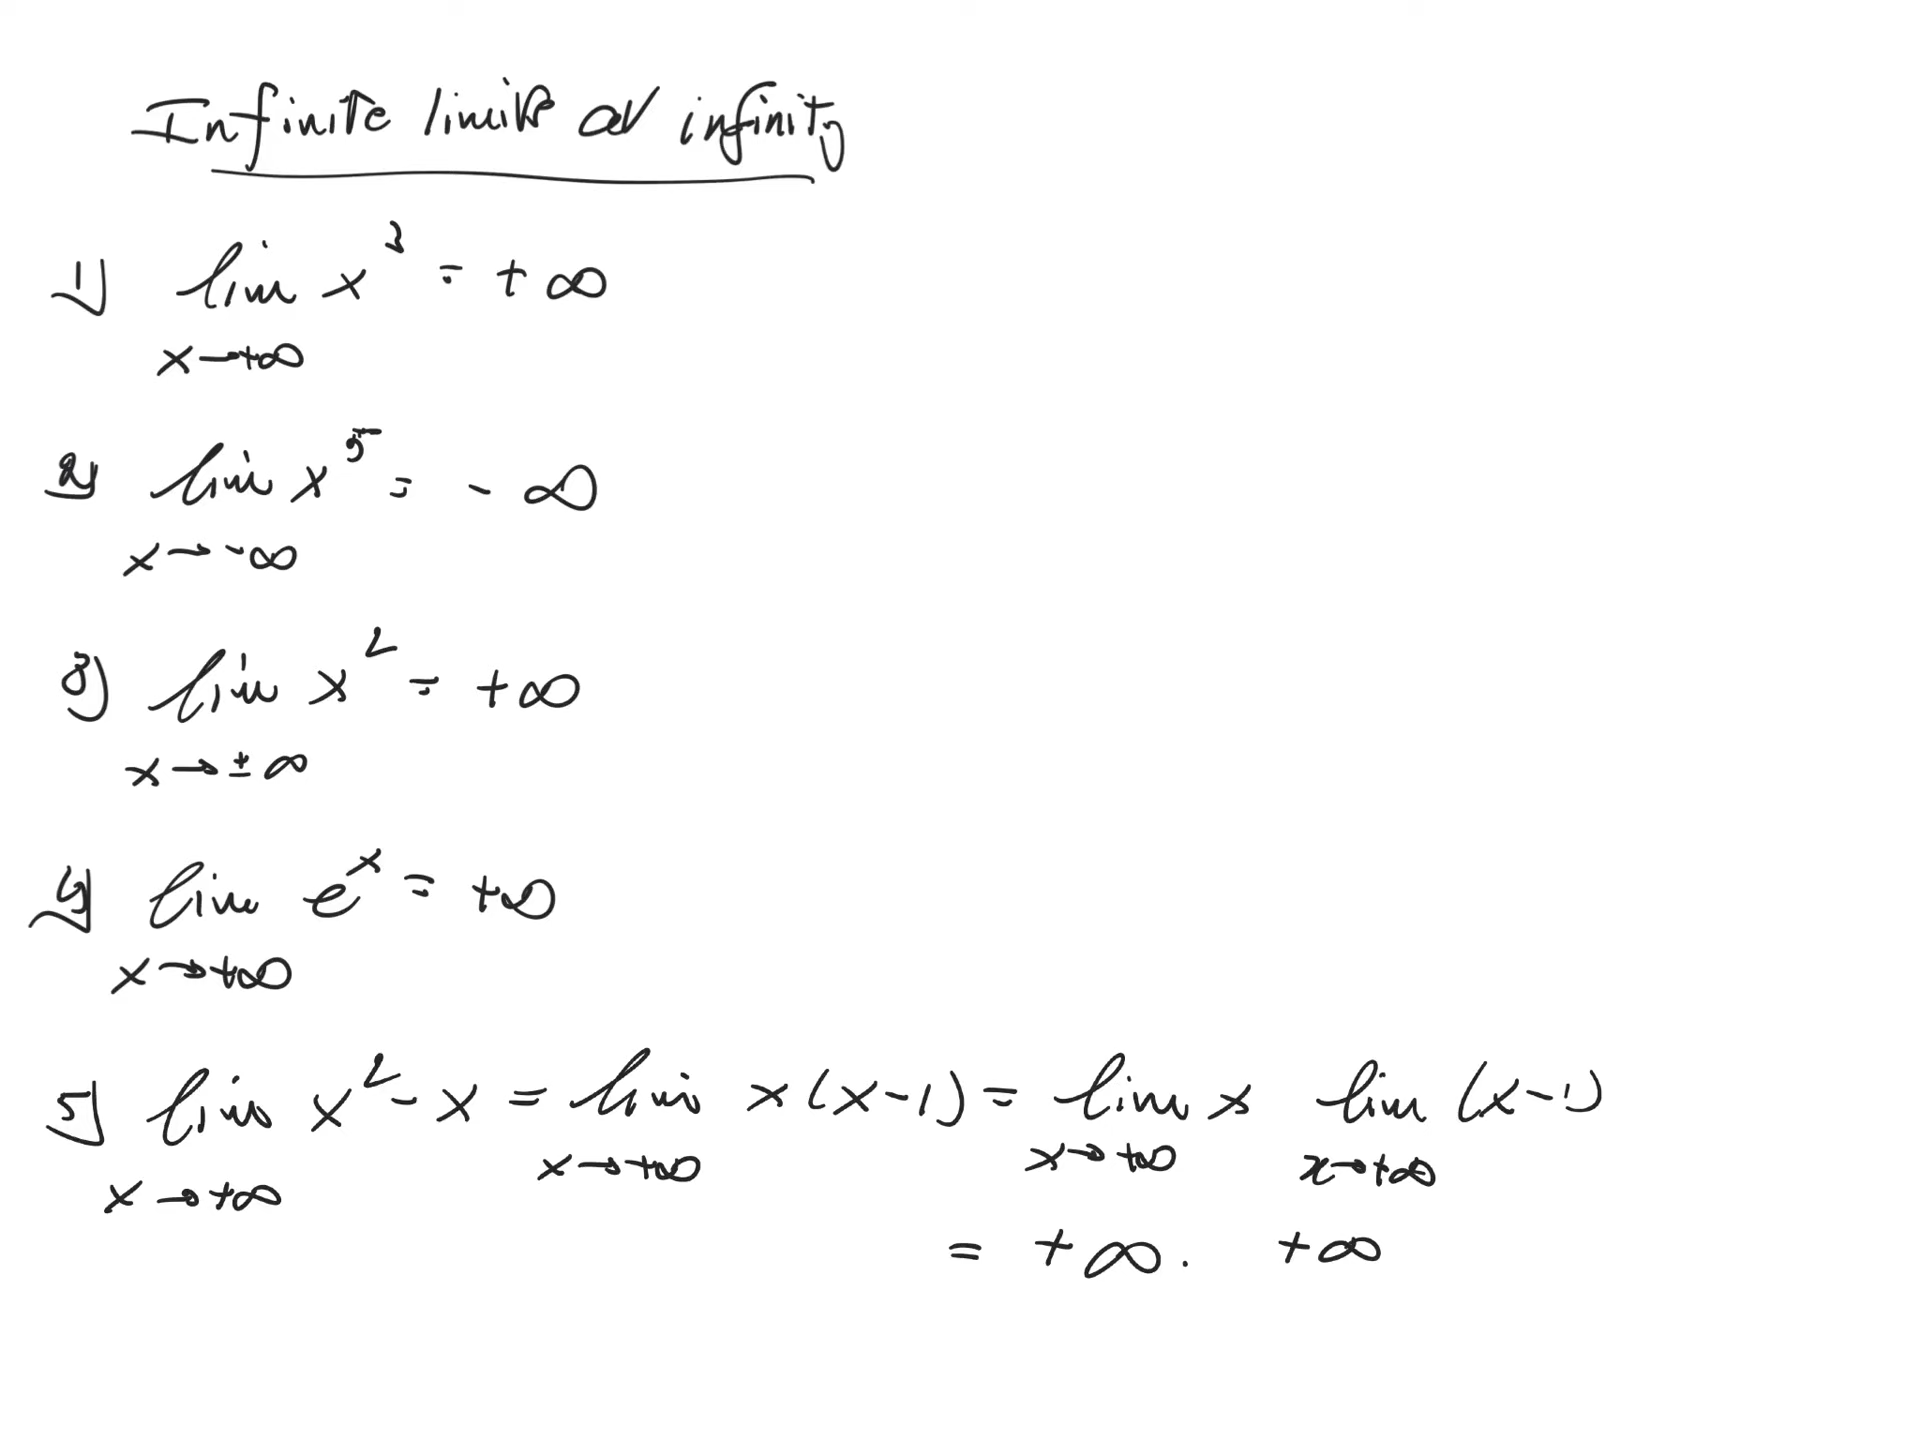 Infinite limits at infinity
1) lim x³ = +∞
x→+∞
2) lim x⁵ = -∞
x→-∞
3) lim x² = +∞
x→±∞
4) lim eˣ = +∞
x→+∞
5) lim x² - x = lim x(x-1) = lim x lim (x-1)
x→+∞ x→+∞ x→+∞ x→+∞
= +∞ . +∞